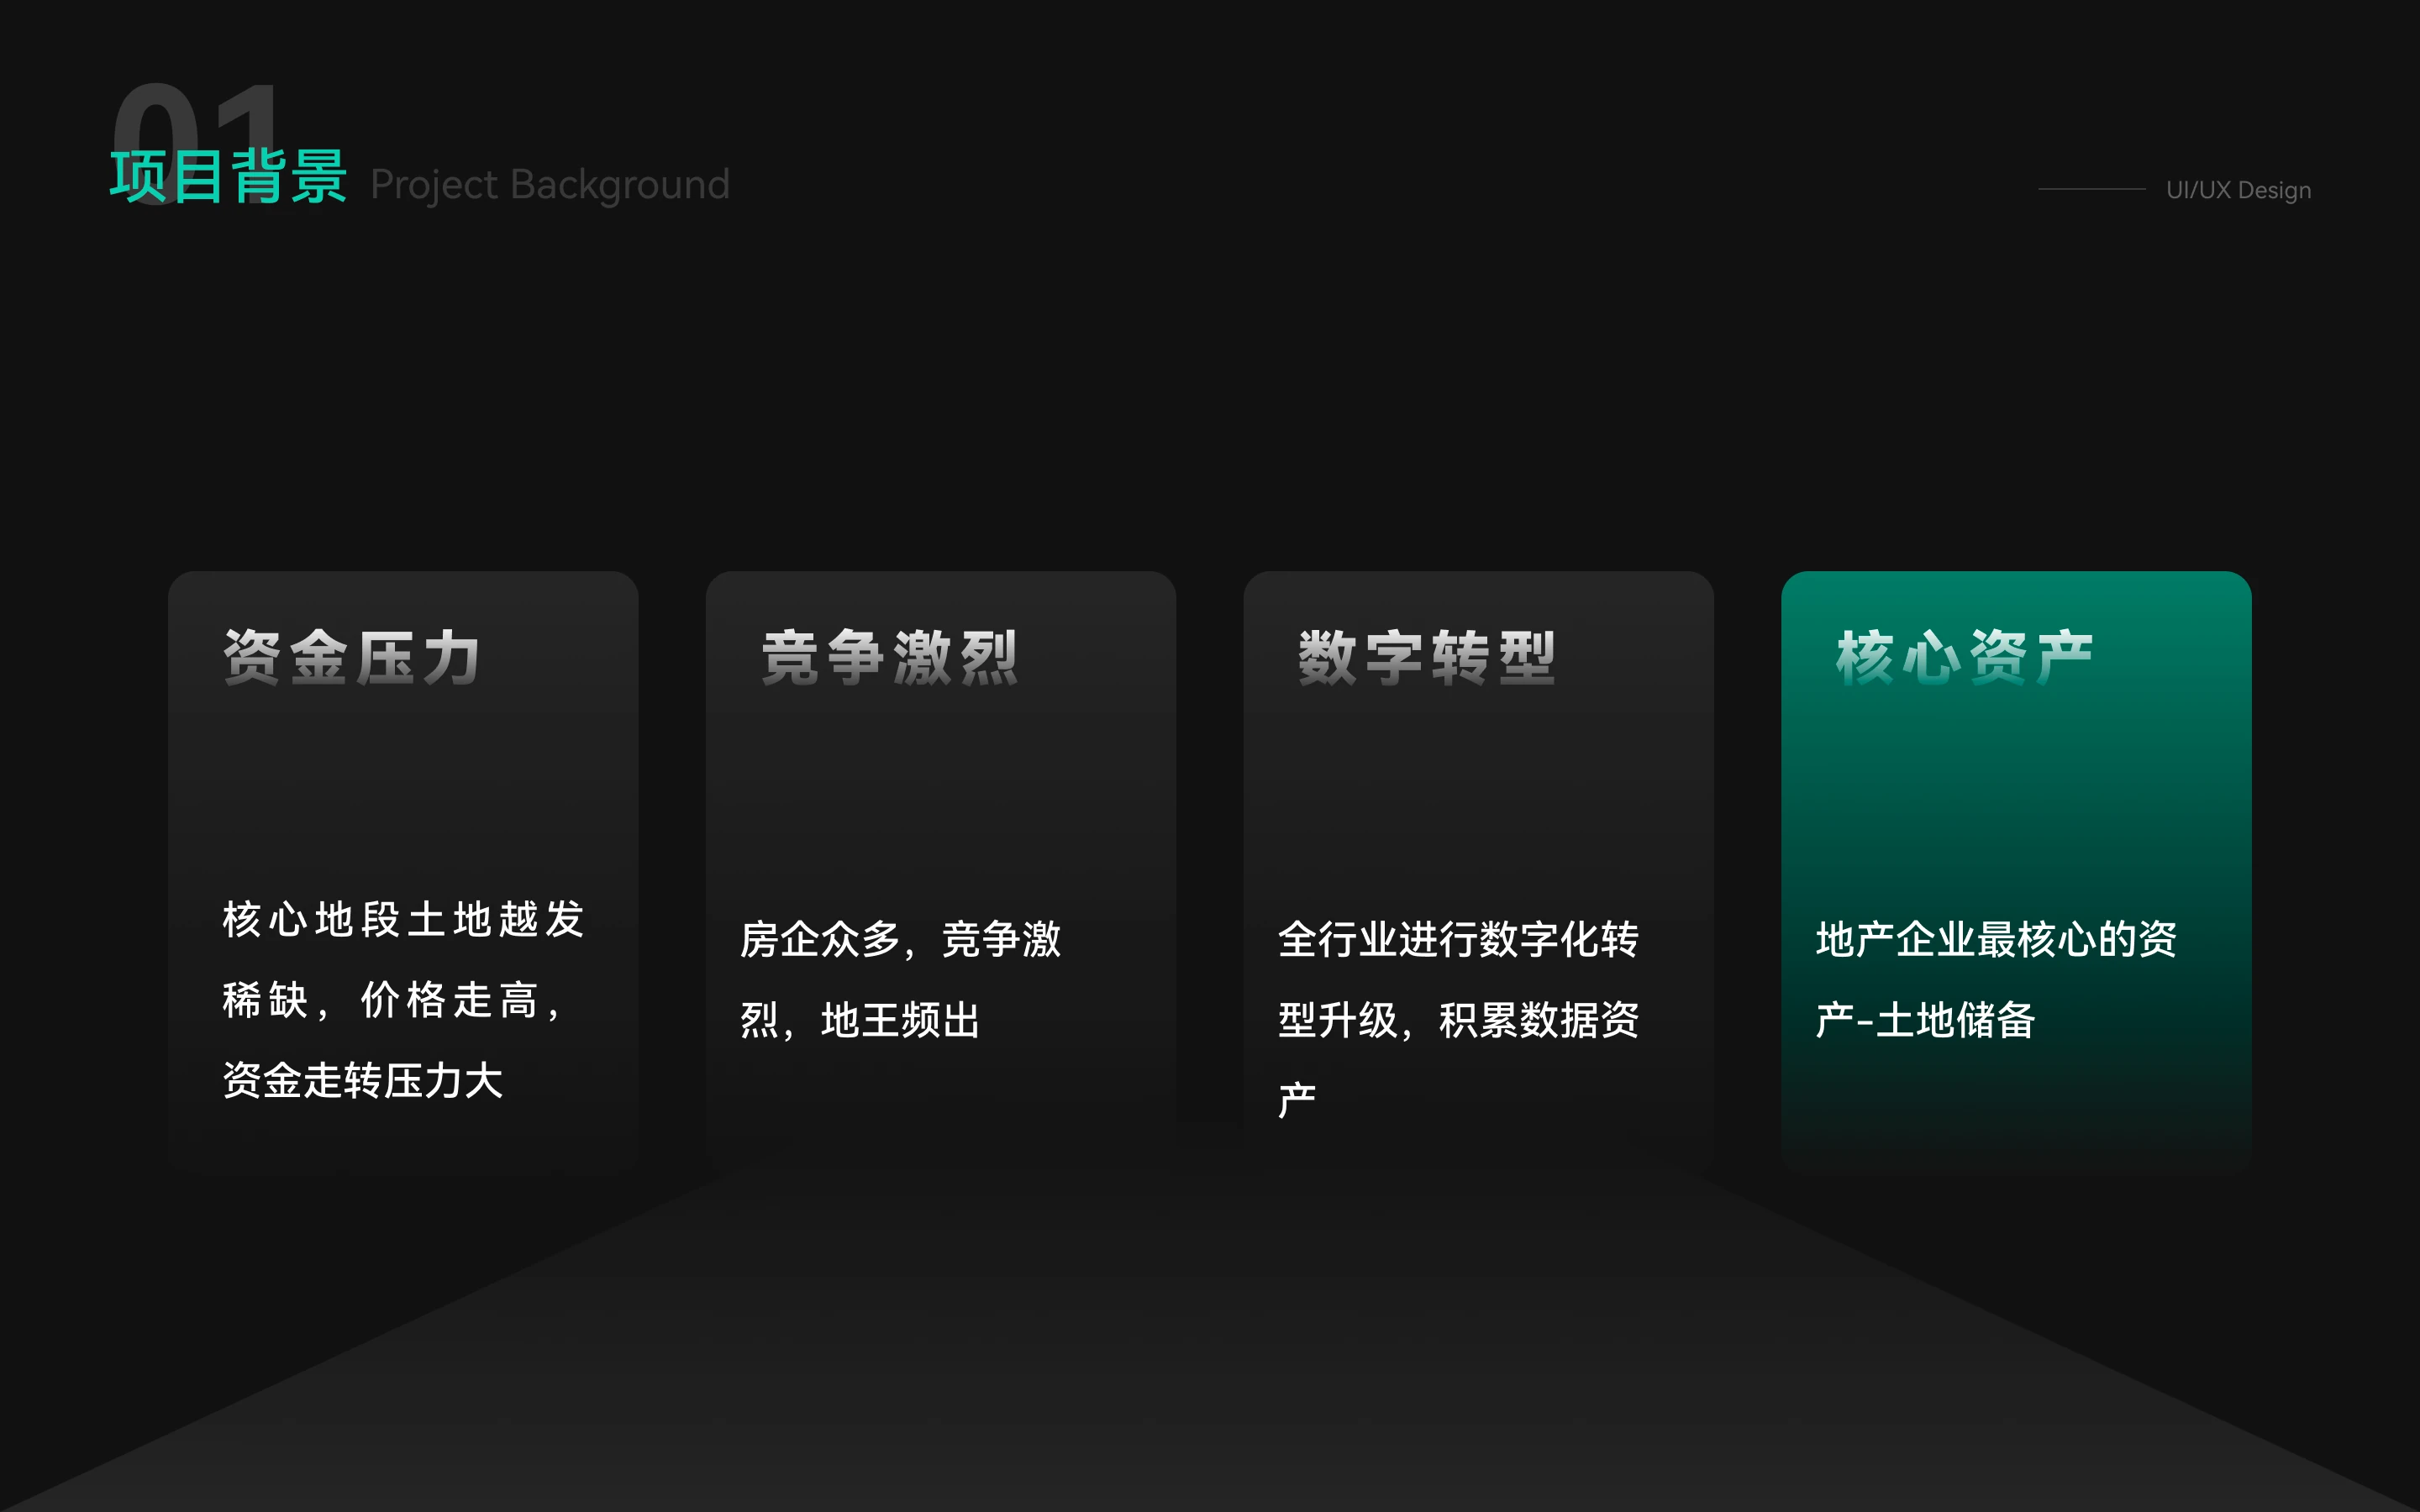 01
项目背景 Project Background
UI/UX Design
资金压力
核心地段土地越发
稀缺，价格走高，
资金走转压力大
竞争激烈
房企众多，竞争激
烈，地王频出
数字转型
全行业进行数字化转
型升级，积累数据资
产
核心资产
地产企业最核心的资
产-土地储备